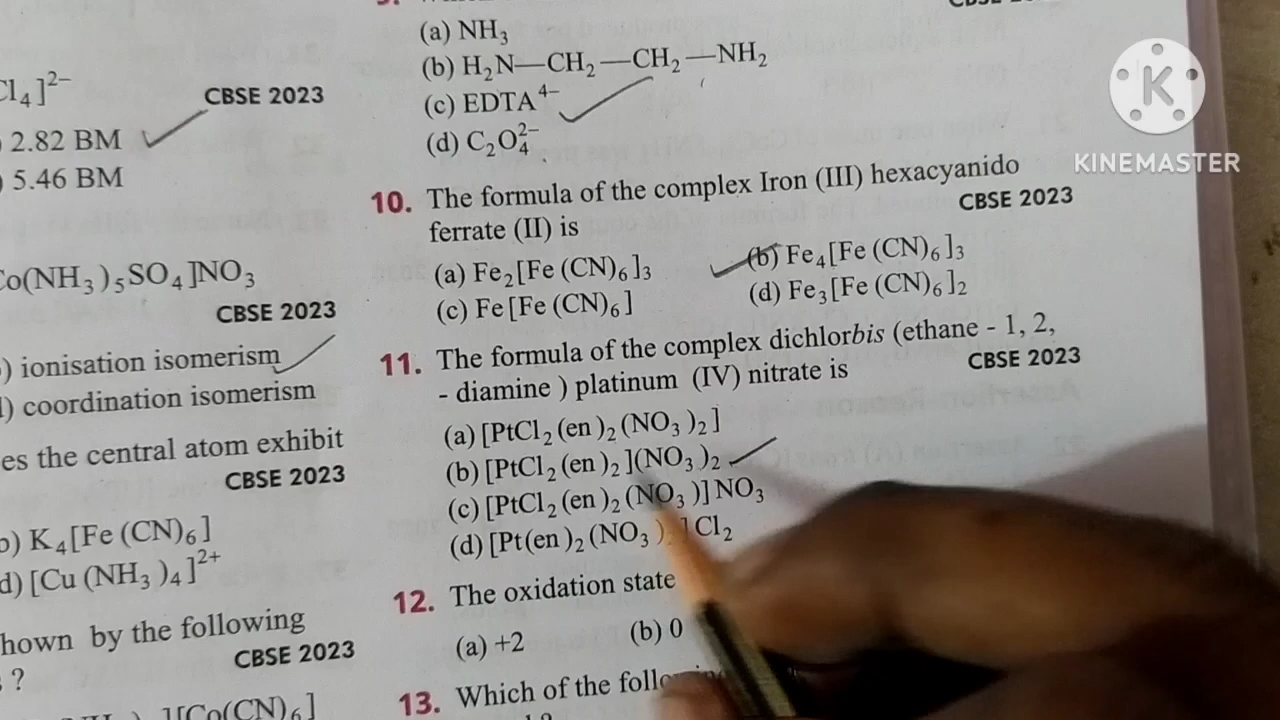 Cl4]2–
CBSE 2023
2.82 BM
5.46 BM
Co(NH3)5SO4]NO3
CBSE 2023
) ionisation isomerism
) coordination isomerism
es the central atom exhibit
CBSE 2023
) K4[Fe(CN)6]
d) [Cu(NH3)4]2+
hown by the following
CBSE 2023
?
][Co(CN)6]
(a) NH3
(b) H2N—CH2—CH2—NH2
(c) EDTA4–
(d) C2O42–
10. The formula of the complex Iron (III) hexacyanido
ferrate (II) is
CBSE 2023
(a) Fe2[Fe(CN)6]3
(b) Fe4[Fe(CN)6]3
(c) Fe[Fe(CN)6]
(d) Fe3[Fe(CN)6]2
11. The formula of the complex dichlorbis (ethane - 1, 2,
- diamine ) platinum (IV) nitrate is
CBSE 2023
(a) [PtCl2(en)2(NO3)2]
(b) [PtCl2(en)2](NO3)2
(c) [PtCl2(en)2(NO3)]NO3
(d) [Pt(en)2(NO3) ]Cl2
12. The oxidation state
(a) +2
(b) 0
13. Which of the following
K
KINEMASTER